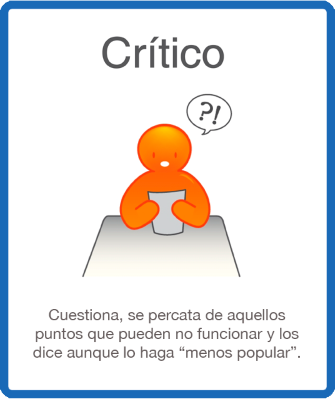 Crítico
?!
Cuestiona, se percata de aquellos
puntos que pueden no funcionar y los
dice aunque lo haga “menos popular”.